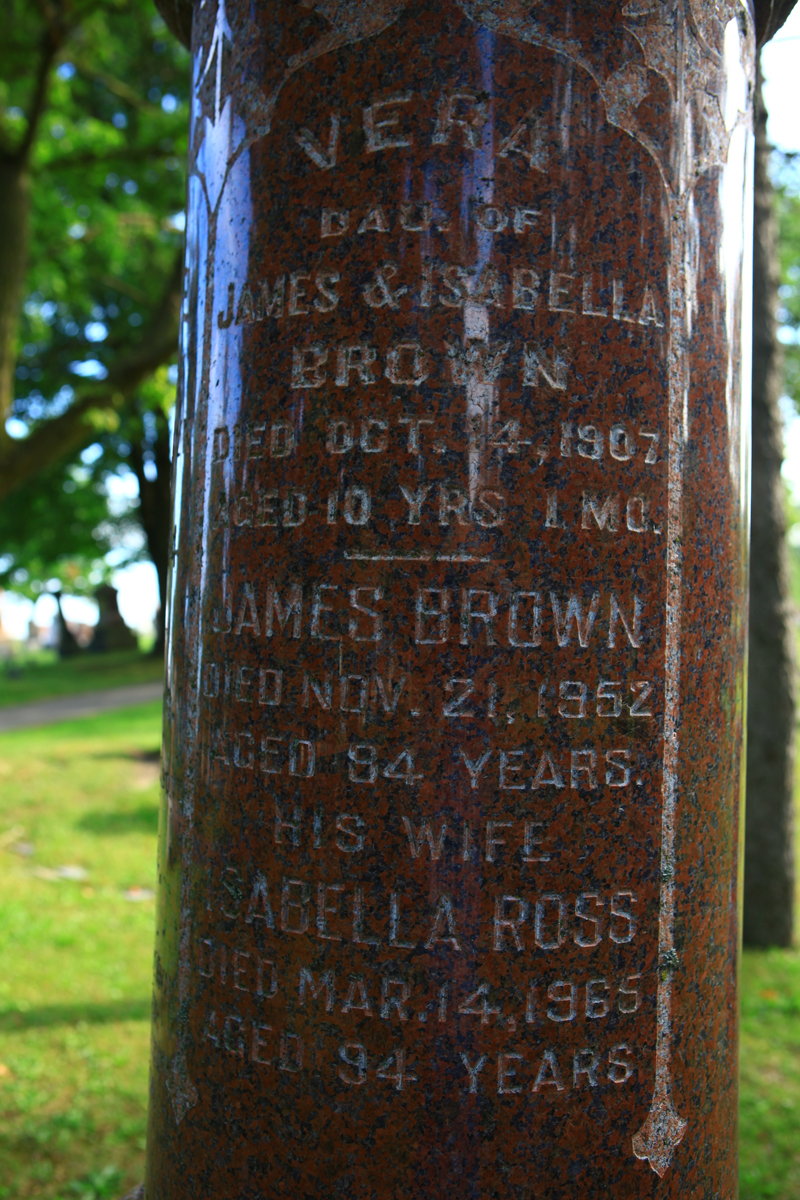 VERA
DAU. OF
JAMES & ISABELLA
BROWN
DIED OCT. 14, 1907
AGED 10 YRS 1 MO.
JAMES BROWN
DIED NOV. 21, 1952
AGED 94 YEARS.
HIS WIFE
ISABELLA ROSS
DIED MAR. 14, 1965
AGED 94 YEARS